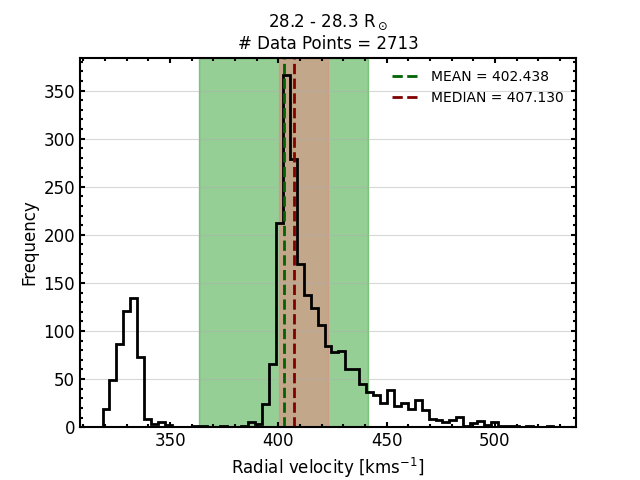 28.2 - 28.3 R⊙
# Data Points = 2713
MEAN = 402.438
MEDIAN = 407.130
Frequency
350
300
250
200
150
100
50
0
350 400 450 500
Radial velocity [kms⁻¹]